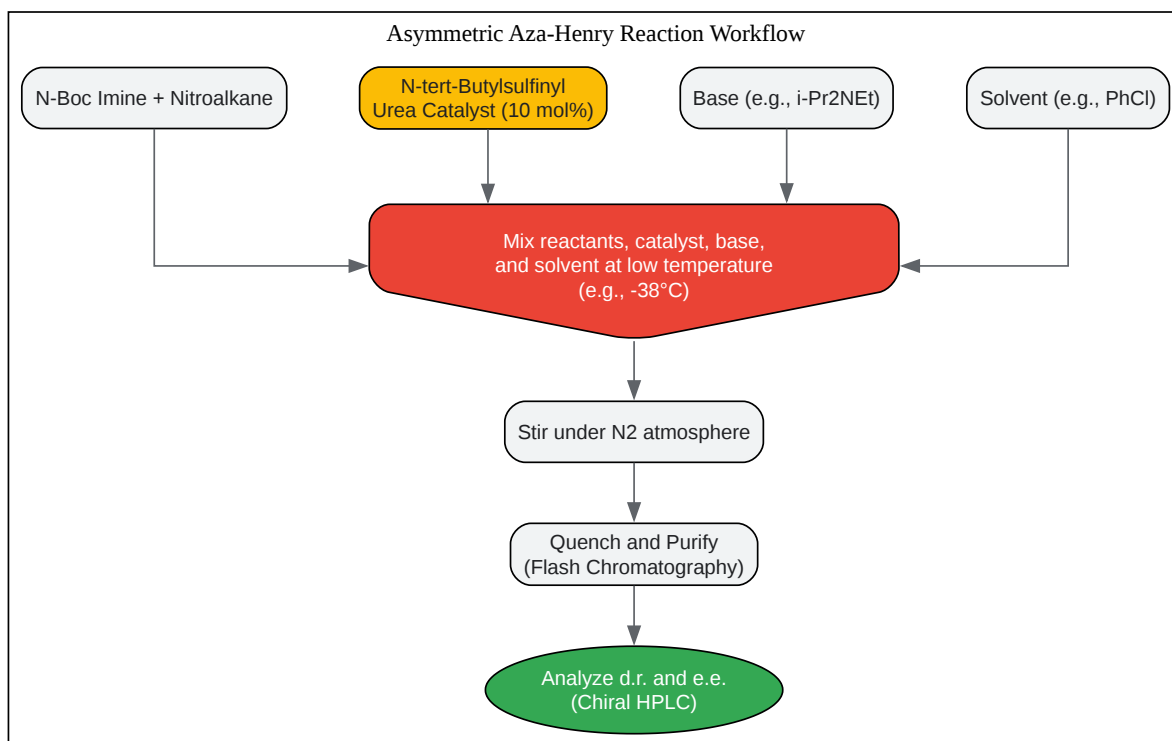 Asymmetric Aza-Henry Reaction Workflow
N-Boc Imine + Nitroalkane
N-tert-Butylsulfinyl
Urea Catalyst (10 mol%)
Base (e.g., i-Pr2NEt)
Solvent (e.g., PhCl)
Mix reactants, catalyst, base,
and solvent at low temperature
(e.g., -38°C)
Stir under N2 atmosphere
Quench and Purify
(Flash Chromatography)
Analyze d.r. and e.e.
(Chiral HPLC)